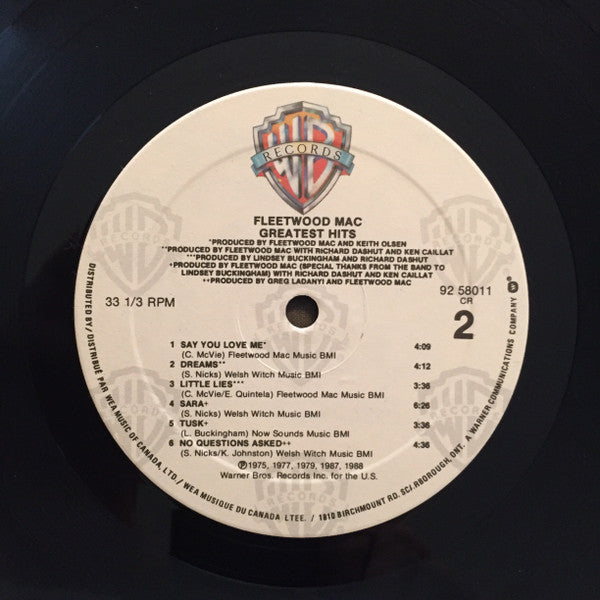 WB
RECORDS
FLEETWOOD MAC
GREATEST HITS
*PRODUCED BY FLEETWOOD MAC AND KEITH OLSEN
**PRODUCED BY FLEETWOOD MAC WITH RICHARD DASHUT AND KEN CAILLAT
***PRODUCED BY LINDSEY BUCKINGHAM AND RICHARD DASHUT
+PRODUCED BY FLEETWOOD MAC (SPECIAL THANKS FROM THE BAND TO
LINDSEY BUCKINGHAM) WITH RICHARD DASHUT AND KEN CAILLAT
++PRODUCED BY GREG LADANYI AND FLEETWOOD MAC
33 1/3 RPM
92 58011
CR
2
1 SAY YOU LOVE ME* 4:09
(C. McVie) Fleetwood Mac Music BMI
2 DREAMS** 4:12
(S. Nicks) Welsh Witch Music BMI
3 LITTLE LIES*** 3:36
(C. McVie/E. Quintela) Fleetwood Mac Music BMI
4 SARA+ 6:26
(S. Nicks) Welsh Witch Music BMI
5 TUSK+ 3:36
(L. Buckingham) Now Sounds Music BMI
6 NO QUESTIONS ASKED++ 4:36
(S. Nicks/K. Johnston) Welsh Witch Music BMI
Ⓟ1975, 1977, 1979, 1987, 1988
Warner Bros. Records Inc. for the U.S.
DISTRIBUTED BY/DISTRIBUÉ PAR WEA MUSIC OF CANADA, LTD./WEA MUSIQUE DU CANADA LTEE. / 1810 BIRCHMOUNT RD. SC/.RBOROUGH, ONT. A WARNER COMMUNICATIONS COMPANY